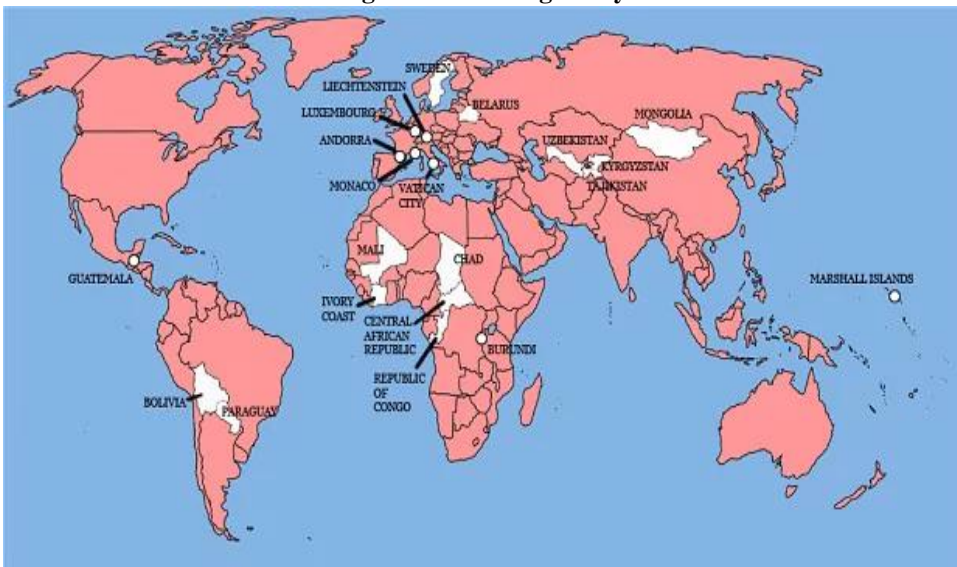 SWEDEN
LIECHTENSTEIN
LUXEMBOURG
BELARUS
MONGOLIA
ANDORRA
UZBEKISTAN
KYRGYZSTAN
MONACO
VATICAN
CITY
TAJIKISTAN
MALI
CHAD
GUATEMALA
MARSHALL ISLANDS
IVORY
COAST
CENTRAL
AFRICAN
REPUBLIC
BURUNDI
REPUBLIC
OF
CONGO
BOLIVIA
PARAGUAY